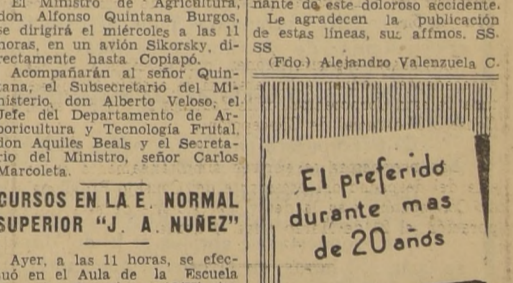 El Ministro de Agricultura,
don Alfonso Quintana Burgos,
se dirigirá el miércoles a las 11
horas, en un avión Sikorsky, di-
rectamente hasta Copiapó.
Acompañarán al señor Quin-
tana, el Subsecretario del Mi-
nisterio, don Alberto Veloso, el
Jefe del Departamento de Ar-
boricultura y Tecnología Frutal,
don Aquiles Beals y el Secreta-
rio del Ministro, señor Carlos
Marcoleta.
CURSOS EN LA E. NORMAL
SUPERIOR "J. A. NUÑEZ"
Ayer, a las 11 horas, se efec-
tuó en el Aula de la Escuela
nante de este doloroso accidente.
Le agradecen la publicación
de estas líneas, sus affmos. SS.
SS
(Fdo.) Alejandro Valenzuela C.
El preferido
durante mas
de 20 años